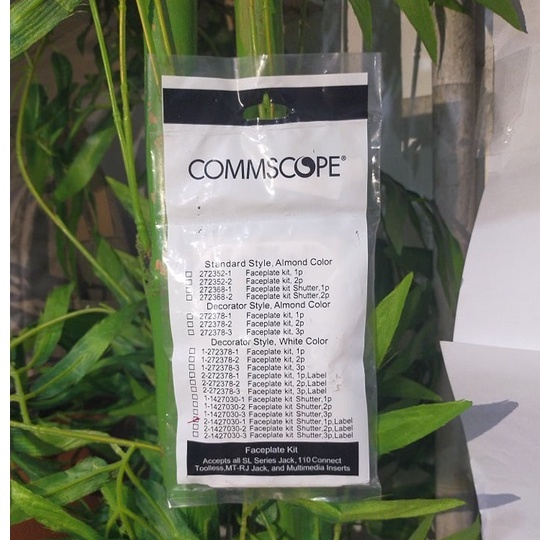 COMMSCOPE®
Standard Style, Almond Color
272352-1 Faceplate kit, 1p
272352-2 Faceplate kit, 2p
272368-1 Faceplate kit Shutter,1p
272368-2 Faceplate kit Shutter,2p
Decorator Style, Almond Color
272378-1 Faceplate kit, 1p
272378-2 Faceplate kit, 2p
272378-3 Faceplate kit, 3p
Decorator Style, White Color
1-272378-1 Faceplate kit, 1p
1-272378-2 Faceplate kit, 2p
1-272378-3 Faceplate kit, 3p
2-272378-1 Faceplate kit, 1p,Label
2-272378-2 Faceplate kit, 2p,Label
2-272378-3 Faceplate kit, 3p,Label
1-1427030-1 Faceplate kit Shutter,1p
1-1427030-2 Faceplate kit Shutter,2p
1-1427030-3 Faceplate kit Shutter,3p
2-1427030-1 Faceplate kit Shutter,1p,Label
2-1427030-2 Faceplate kit Shutter,2p,Label
2-1427030-3 Faceplate kit Shutter,3p,Label
Faceplate Kit
Accepts all SL Series Jack, 110 Connect
Toolless,MT-RJ Jack, and Multimedia Inserts